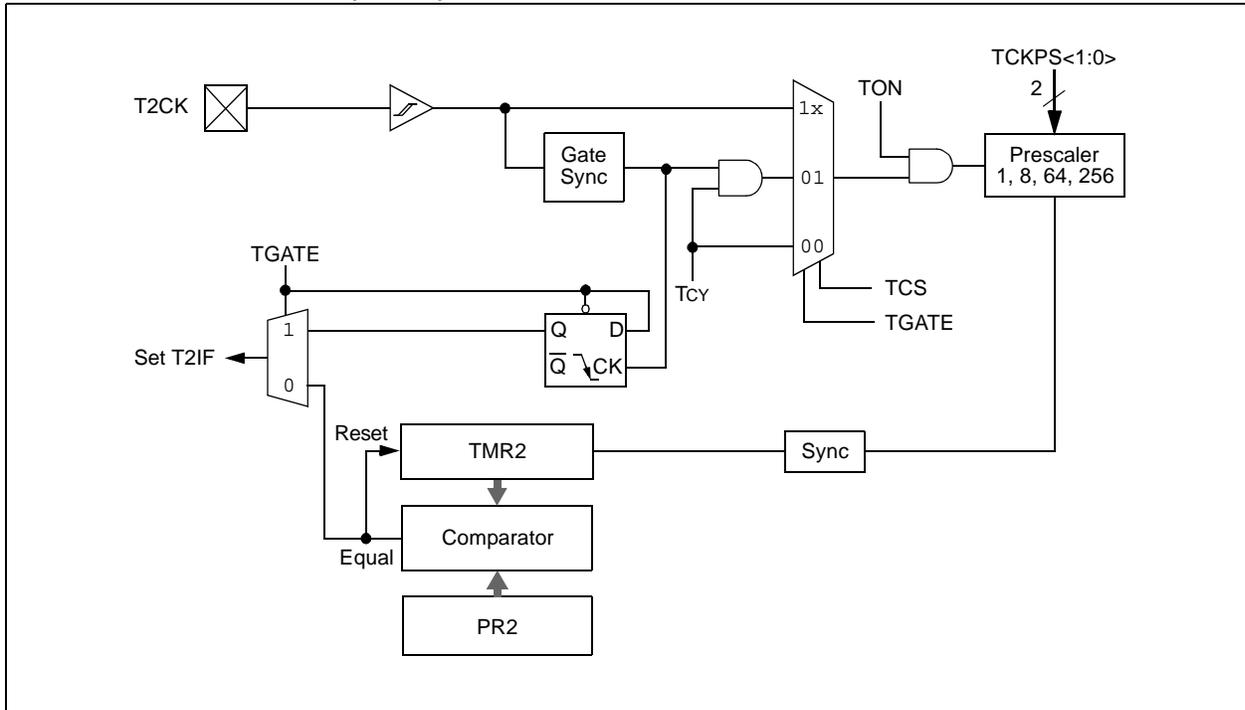 TCKPS<1:0>
2
TON
T2CK
1x
Gate
Sync
Prescaler
1, 8, 64, 256
01
00
TGATE
TCY
TCS
TGATE
1
Q
D
Set T2IF
Q
CK
0
Reset
TMR2
Sync
Comparator
Equal
PR2